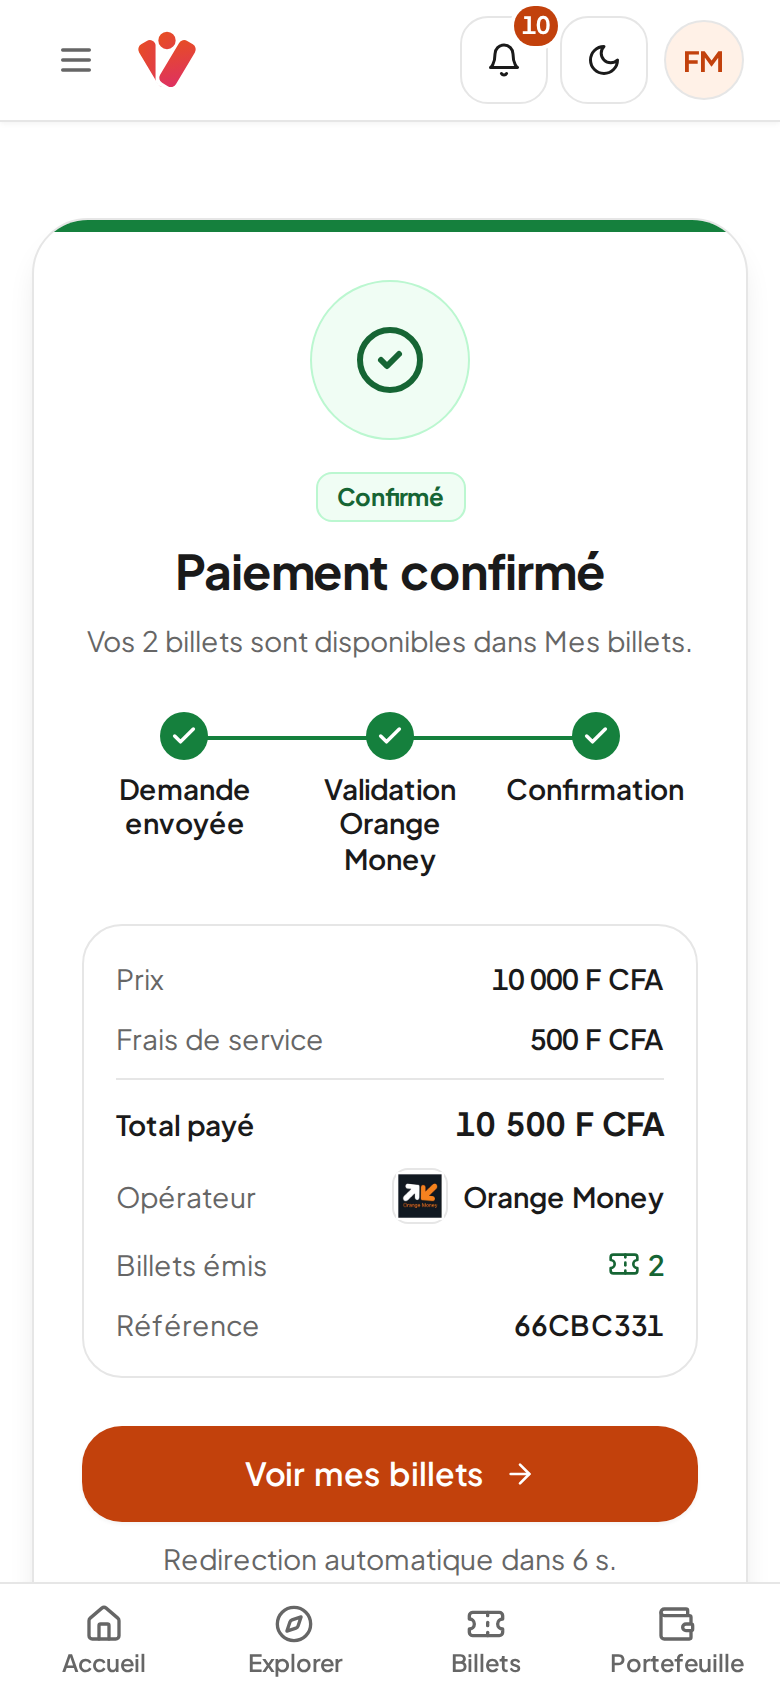 10
FM
Confirmé
Paiement confirmé
Vos 2 billets sont disponibles dans Mes billets.
Demande envoyée
Validation Orange Money
Confirmation
Prix 10 000 F CFA
Frais de service 500 F CFA
Total payé 10 500 F CFA
Opérateur Orange Money Orange Money
Billets émis 2
Référence 66CBC331
Voir mes billets →
Redirection automatique dans 6 s.
Accueil Explorer Billets Portefeuille